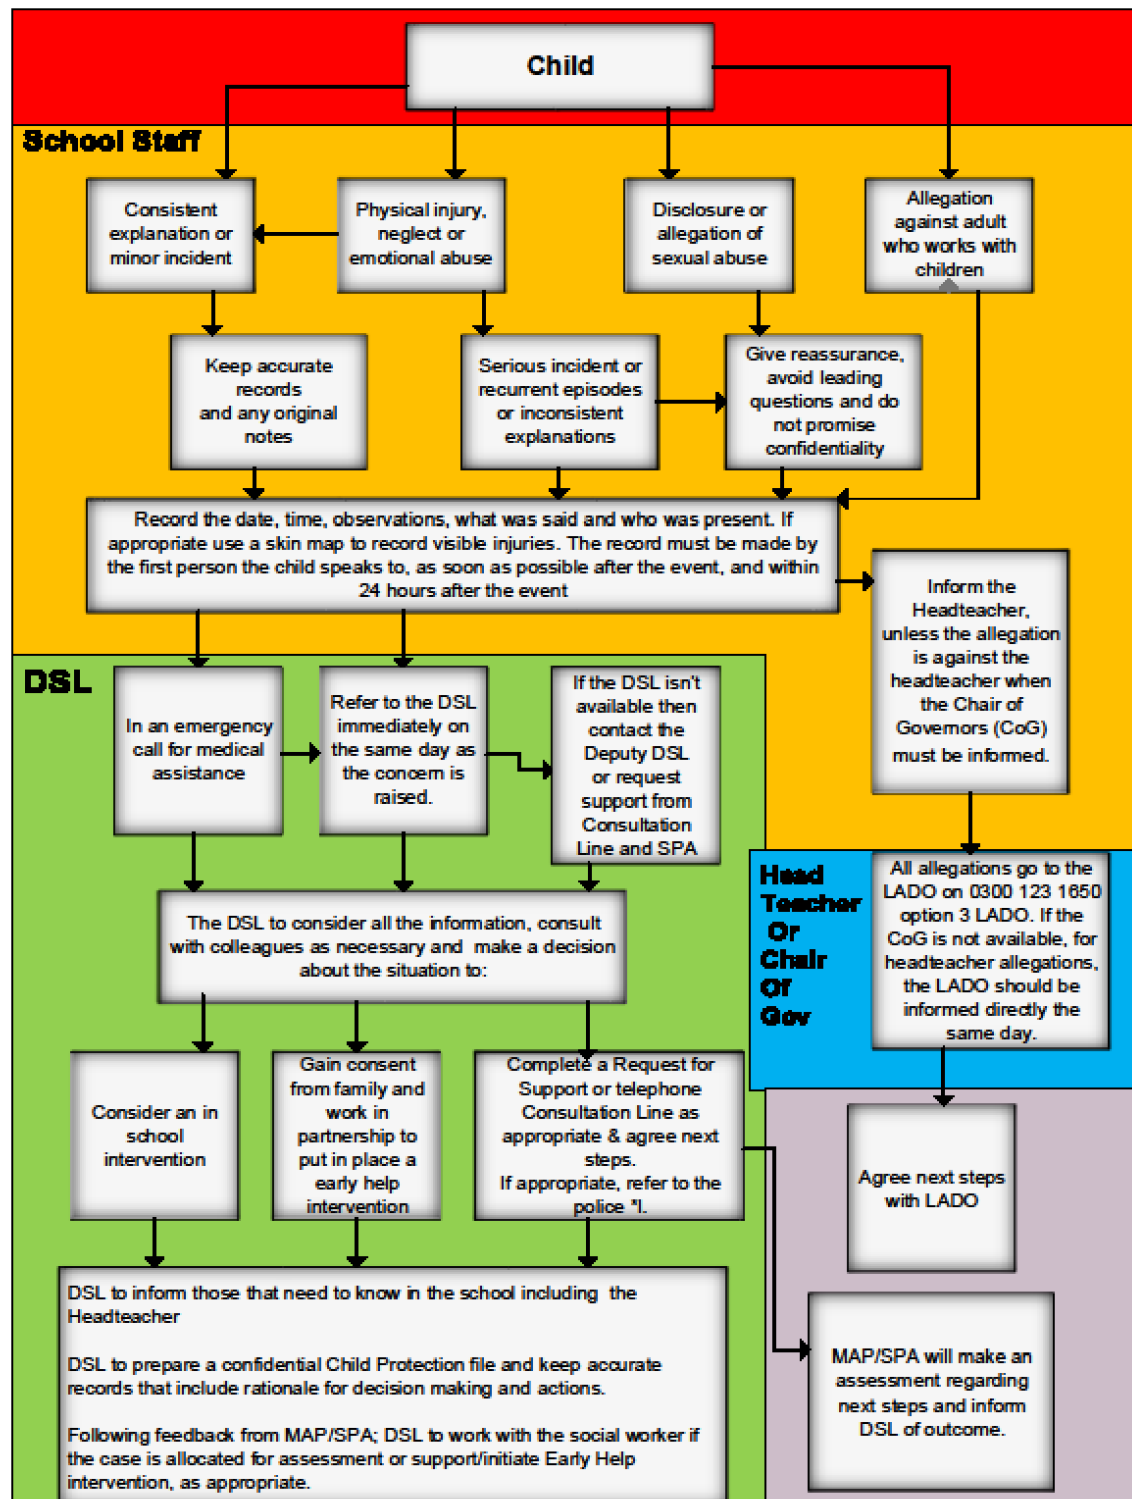 Child
School Staff
Consistent
explanation or
minor incident
Physical injury,
neglect or
emotional abuse
Disclosure or
allegation of
sexual abuse
Allegation
against adult
who works with
children
Keep accurate
records
and any original
notes
Serious incident or
recurrent episodes
or inconsistent
explanations
Give reassurance,
avoid leading
questions and do
not promise
confidentiality
Record the date, time, observations, what was said and who was present. If
appropriate use a skin map to record visible injuries. The record must be made by
the first person the child speaks to, as soon as possible after the event, and within
24 hours after the event
Inform the
Headteacher,
unless the allegation
is against the
headteacher when
the Chair of
Governors (CoG)
must be informed.
DSL
In an emergency
call for medical
assistance
Refer to the DSL
immediately on
the same day as
the concern is
raised.
If the DSL isn't
available then
contact the
Deputy DSL
or request
support from
Consultation
Line and SPA
Head
Teacher
Or
Chair
Of
Gov
All allegations go to the
LADO on 0300 123 1650
option 3 LADO. If the
CoG is not available, for
headteacher allegations,
the LADO should be
informed directly the
same day.
The DSL to consider all the information, consult
with colleagues as necessary and make a decision
about the situation to:
Consider an in
school
intervention
Gain consent
from family and
work in
partnership to
put in place a
early help
intervention
Complete a Request for
Support or telephone
Consultation Line as
appropriate & agree next
steps.
If appropriate, refer to the
police *I.
Agree next steps
with LADO
DSL to inform those that need to know in the school including the
Headteacher
DSL to prepare a confidential Child Protection file and keep accurate
records that include rationale for decision making and actions.
Following feedback from MAP/SPA; DSL to work with the social worker if
the case is allocated for assessment or support/initiate Early Help
intervention, as appropriate.
MAP/SPA will make an
assessment regarding
next steps and inform
DSL of outcome.